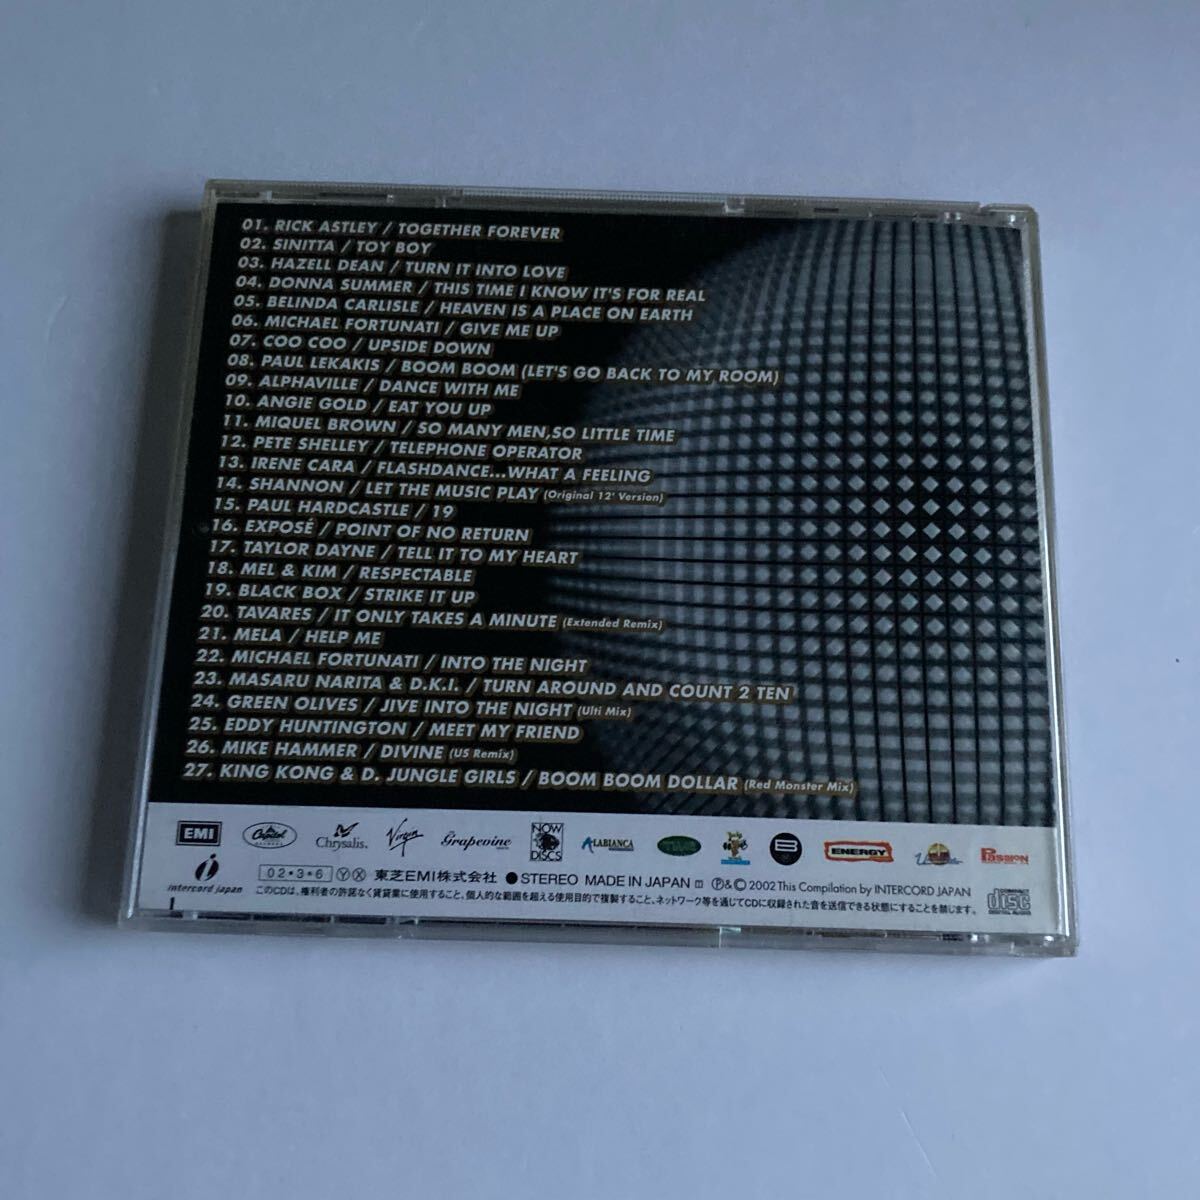 01. RICK ASTLEY / TOGETHER FOREVER
02. SINITTA / TOY BOY
03. HAZELL DEAN / TURN IT INTO LOVE
04. DONNA SUMMER / THIS TIME I KNOW IT'S FOR REAL
05. BELINDA CARLISLE / HEAVEN IS A PLACE ON EARTH
06. MICHAEL FORTUNATI / GIVE ME UP
07. COO COO / UPSIDE DOWN
08. PAUL LEKAKIS / BOOM BOOM (LET'S GO BACK TO MY ROOM)
09. ALPHAVILLE / DANCE WITH ME
10. ANGIE GOLD / EAT YOU UP
11. MIQUEL BROWN / SO MANY MEN,SO LITTLE TIME
12. PETE SHELLEY / TELEPHONE OPERATOR
13. IRENE CARA / FLASHDANCE...WHAT A FEELING
14. SHANNON / LET THE MUSIC PLAY (Original 12' Version)
15. PAUL HARDCASTLE / 19
16. EXPOSÉ / POINT OF NO RETURN
17. TAYLOR DAYNE / TELL IT TO MY HEART
18. MEL & KIM / RESPECTABLE
19. BLACK BOX / STRIKE IT UP
20. TAVARES / IT ONLY TAKES A MINUTE (Extended Remix)
21. MELA / HELP ME
22. MICHAEL FORTUNATI / INTO THE NIGHT
23. MASARU NARITA & D.K.I. / TURN AROUND AND COUNT 2 TEN
24. GREEN OLIVES / JIVE INTO THE NIGHT (Ulti Mix)
25. EDDY HUNTINGTON / MEET MY FRIEND
26. MIKE HAMMER / DIVINE (US Remix)
27. KING KONG & D. JUNGLE GIRLS / BOOM BOOM DOLLAR (Red Monster Mix)
EMI Capitol Chrysalis. Virgin Grapevine NOW DISCS ALABIANCA B ENERGY PASSION
i intercord japan
02・3・6 Y X 東芝EMI株式会社 ●STEREO MADE IN JAPAN Ⓟ&© 2002 This Compilation by INTERCORD JAPAN
このCDは、権利者の許諾なく賃貸業に使用すること、個人的な範囲を超える使用目的で複製すること、ネットワーク等を通じてCDに収録された音を送信できる状態にすることを禁じます。
COMPACT disc DIGITAL AUDIO